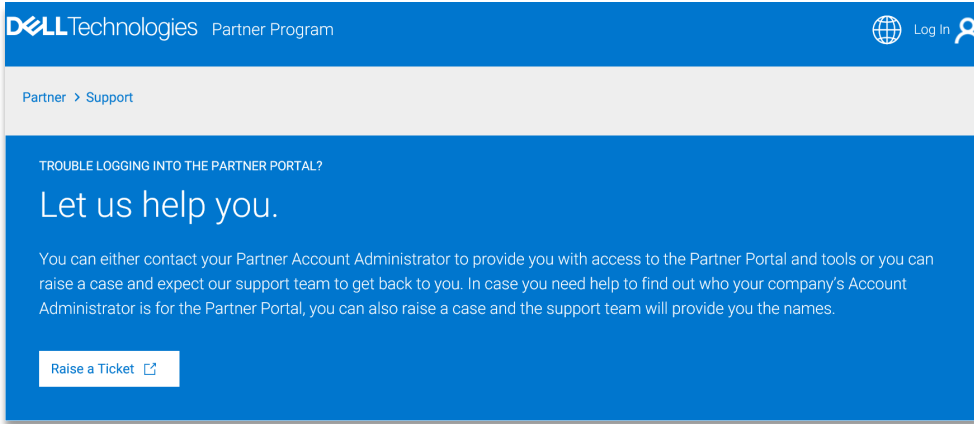 DELLTechnologies Partner Program
Log In
Partner > Support
TROUBLE LOGGING INTO THE PARTNER PORTAL?
Let us help you.
You can either contact your Partner Account Administrator to provide you with access to the Partner Portal and tools or you can
raise a case and expect our support team to get back to you. In case you need help to find out who your company's Account
Administrator is for the Partner Portal, you can also raise a case and the support team will provide you the names.
Raise a Ticket